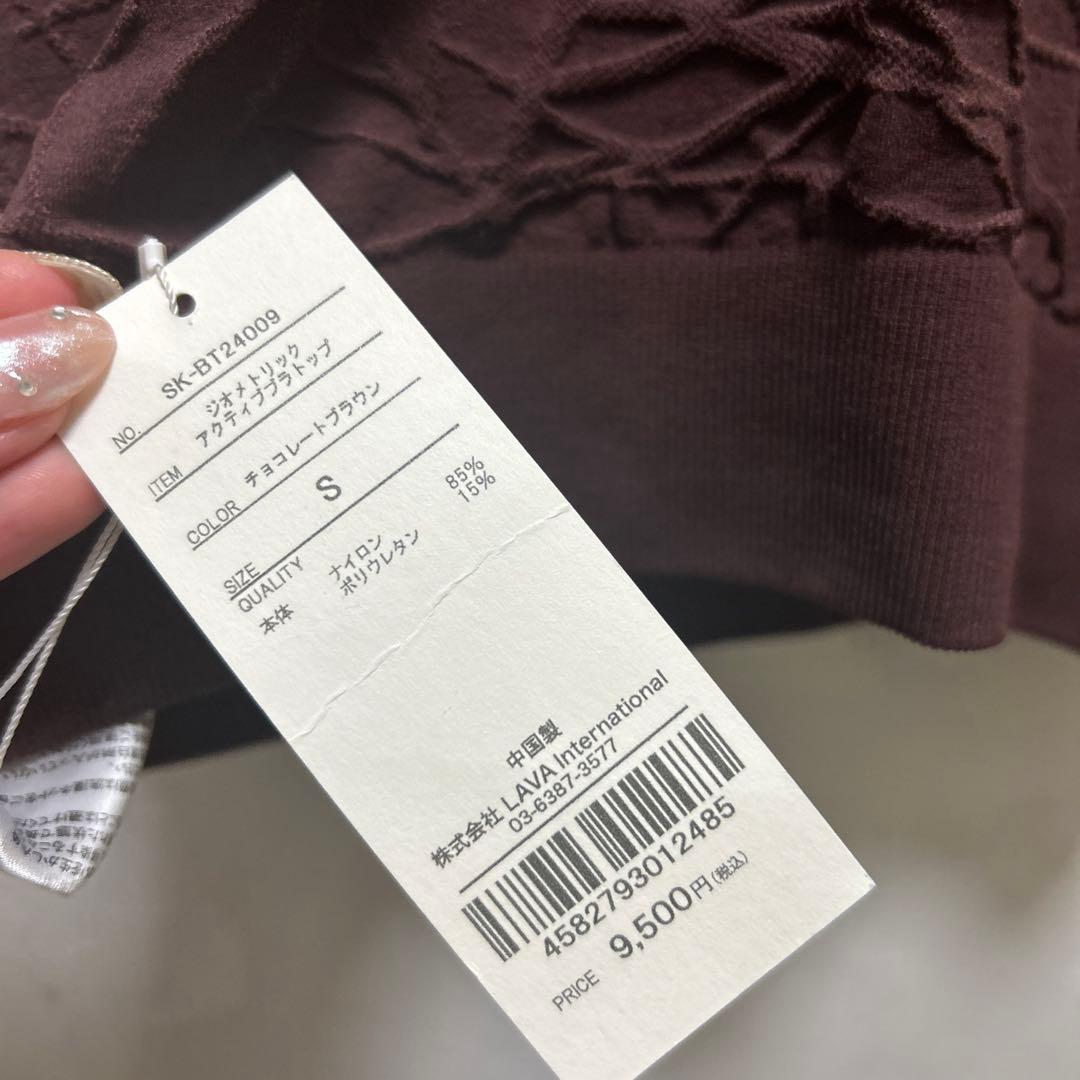 NO. SK-BT24009
ITEM ジオメトリック
アクティブブラトップ
COLOR チョコレートブラウン
SIZE S
QUALITY
本体 ナイロン 85%
ポリウレタン 15%
中国製
株式会社 LAVA International
03-6387-3577
4582793012485
PRICE 9,500円(税込)